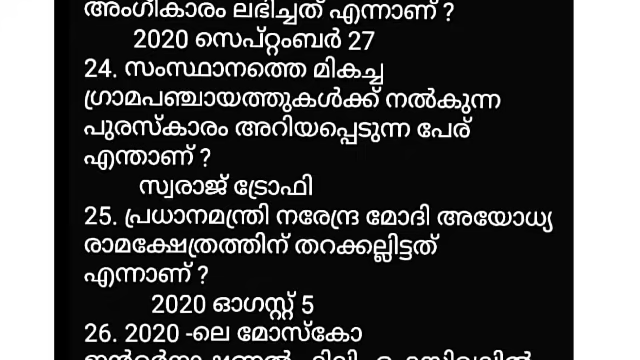 അംഗീകാരം ലഭിച്ചത് എന്നാണ് ?
2020 സെപ്റ്റംബർ 27
24. സംസ്ഥാനത്തെ മികച്ച
ഗ്രാമപഞ്ചായത്തുകൾക്ക് നൽകുന്ന
പുരസ്കാരം അറിയപ്പെടുന്ന പേര്
എന്താണ് ?
സ്വരാജ് ട്രോഫി
25. പ്രധാനമന്ത്രി നരേന്ദ്ര മോദി അയോധ്യ
രാമക്ഷേത്രത്തിന് തറക്കല്ലിട്ടത്
എന്നാണ് ?
2020 ഓഗസ്റ്റ് 5
26. 2020 -ലെ മോസ്കോ